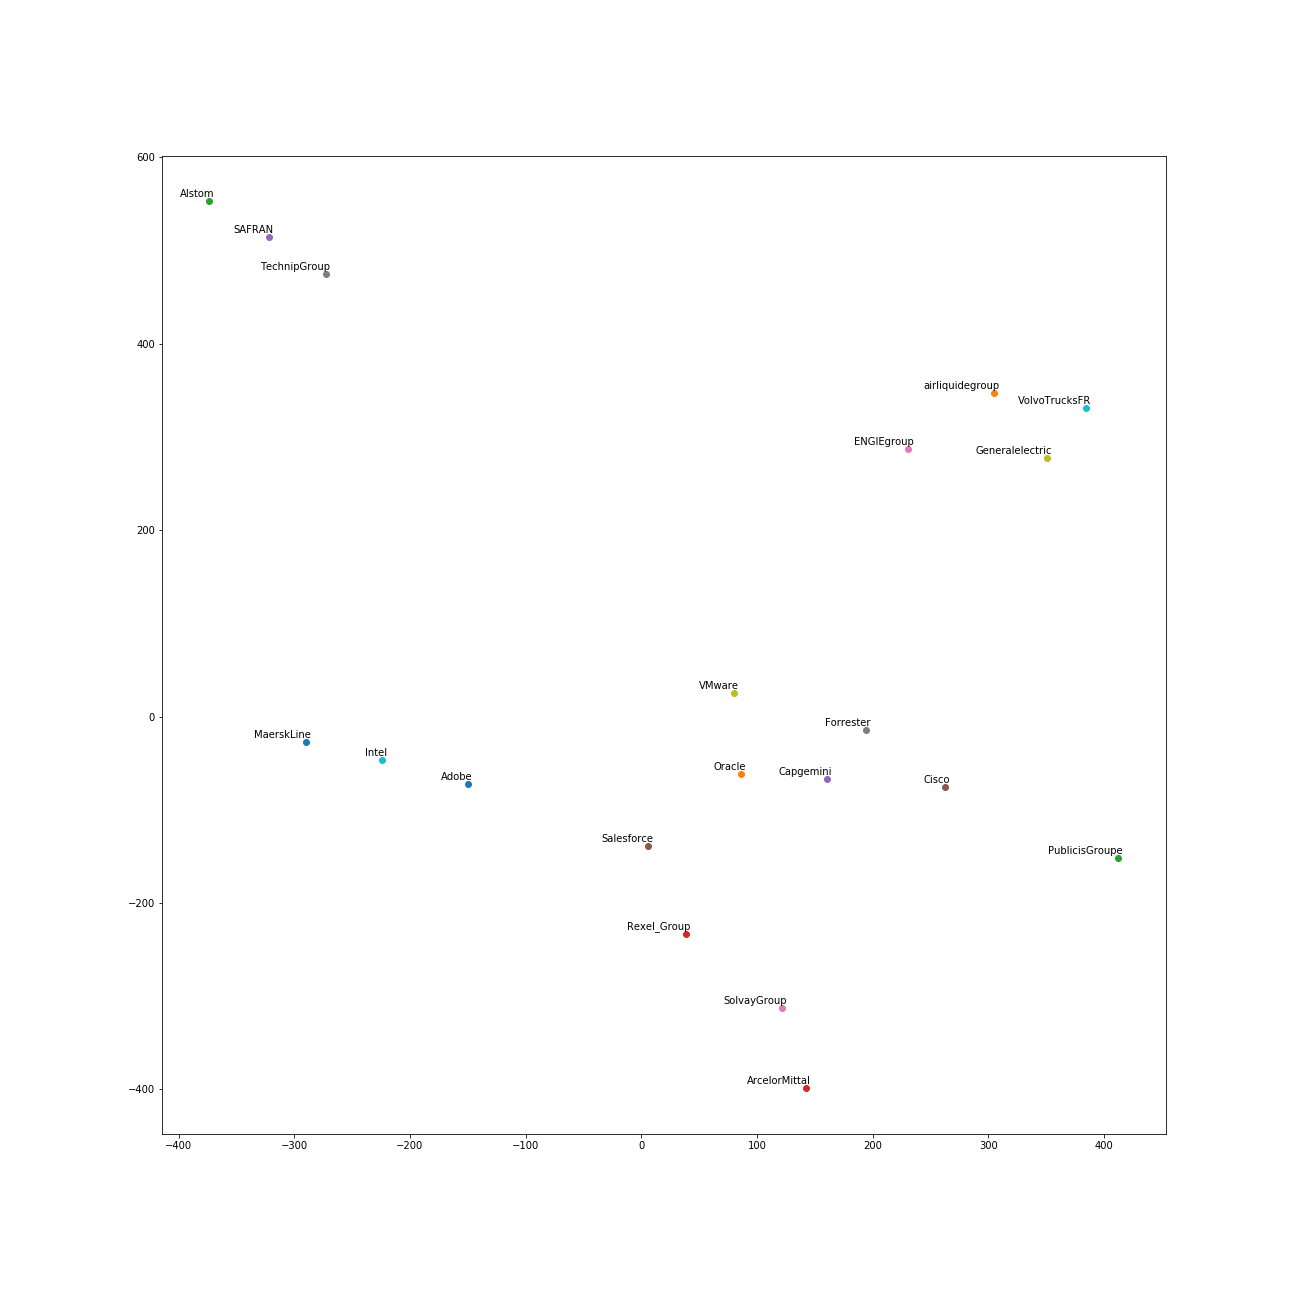 600
Alstom
SAFRAN
TechnipGroup
400
airliquidegroup
VolvoTrucksFR
ENGIEgroup
Generalelectric
200
VMware
0
Forrester
MaerskLine
Intel
Oracle
Capgemini
Adobe
Cisco
Salesforce
PublicisGroupe
−200
Rexel_Group
SolvayGroup
ArcelorMittal
−400
−400 −300 −200 −100 0 100 200 300 400